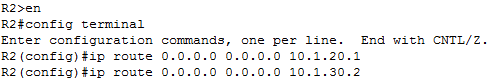 R2>en
R2#config terminal
Enter configuration commands, one per line.  End with CNTL/Z.
R2(config)#ip route 0.0.0.0 0.0.0.0 10.1.20.1
R2(config)#ip route 0.0.0.0 0.0.0.0 10.1.30.2